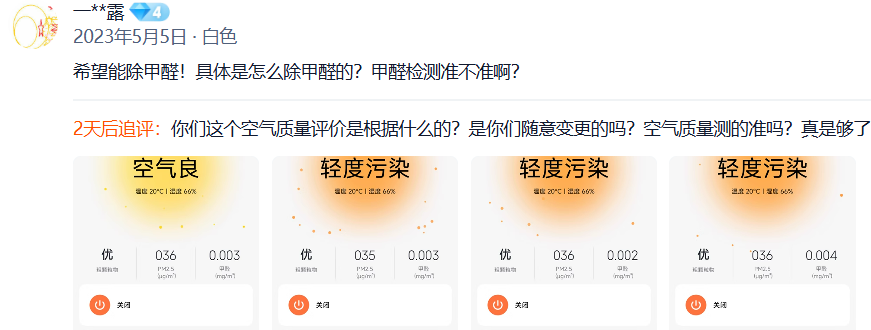 一**露 4
2023年5月5日 · 白色
希望能除甲醛！具体是怎么除甲醛的？甲醛检测准不准啊？
2天后追评：你们这个空气质量评价是根据什么的？是你们随意变更的吗？空气质量测的准吗？真是够了
空气良
温度 20°C | 湿度 66%
优 036 0.003
粗颗粒物 PM2.5 甲醛
(μg/m³) (mg/m³)
关闭
轻度污染
温度 20°C | 湿度 66%
优 035 0.003
粗颗粒物 PM2.5 甲醛
(μg/m³) (mg/m³)
关闭
轻度污染
温度 20°C | 湿度 66%
优 036 0.002
粗颗粒物 PM2.5 甲醛
(μg/m³) (mg/m³)
关闭
轻度污染
温度 20°C | 湿度 66%
优 036 0.004
粗颗粒物 PM2.5 甲醛
(μg/m³) (mg/m³)
关闭